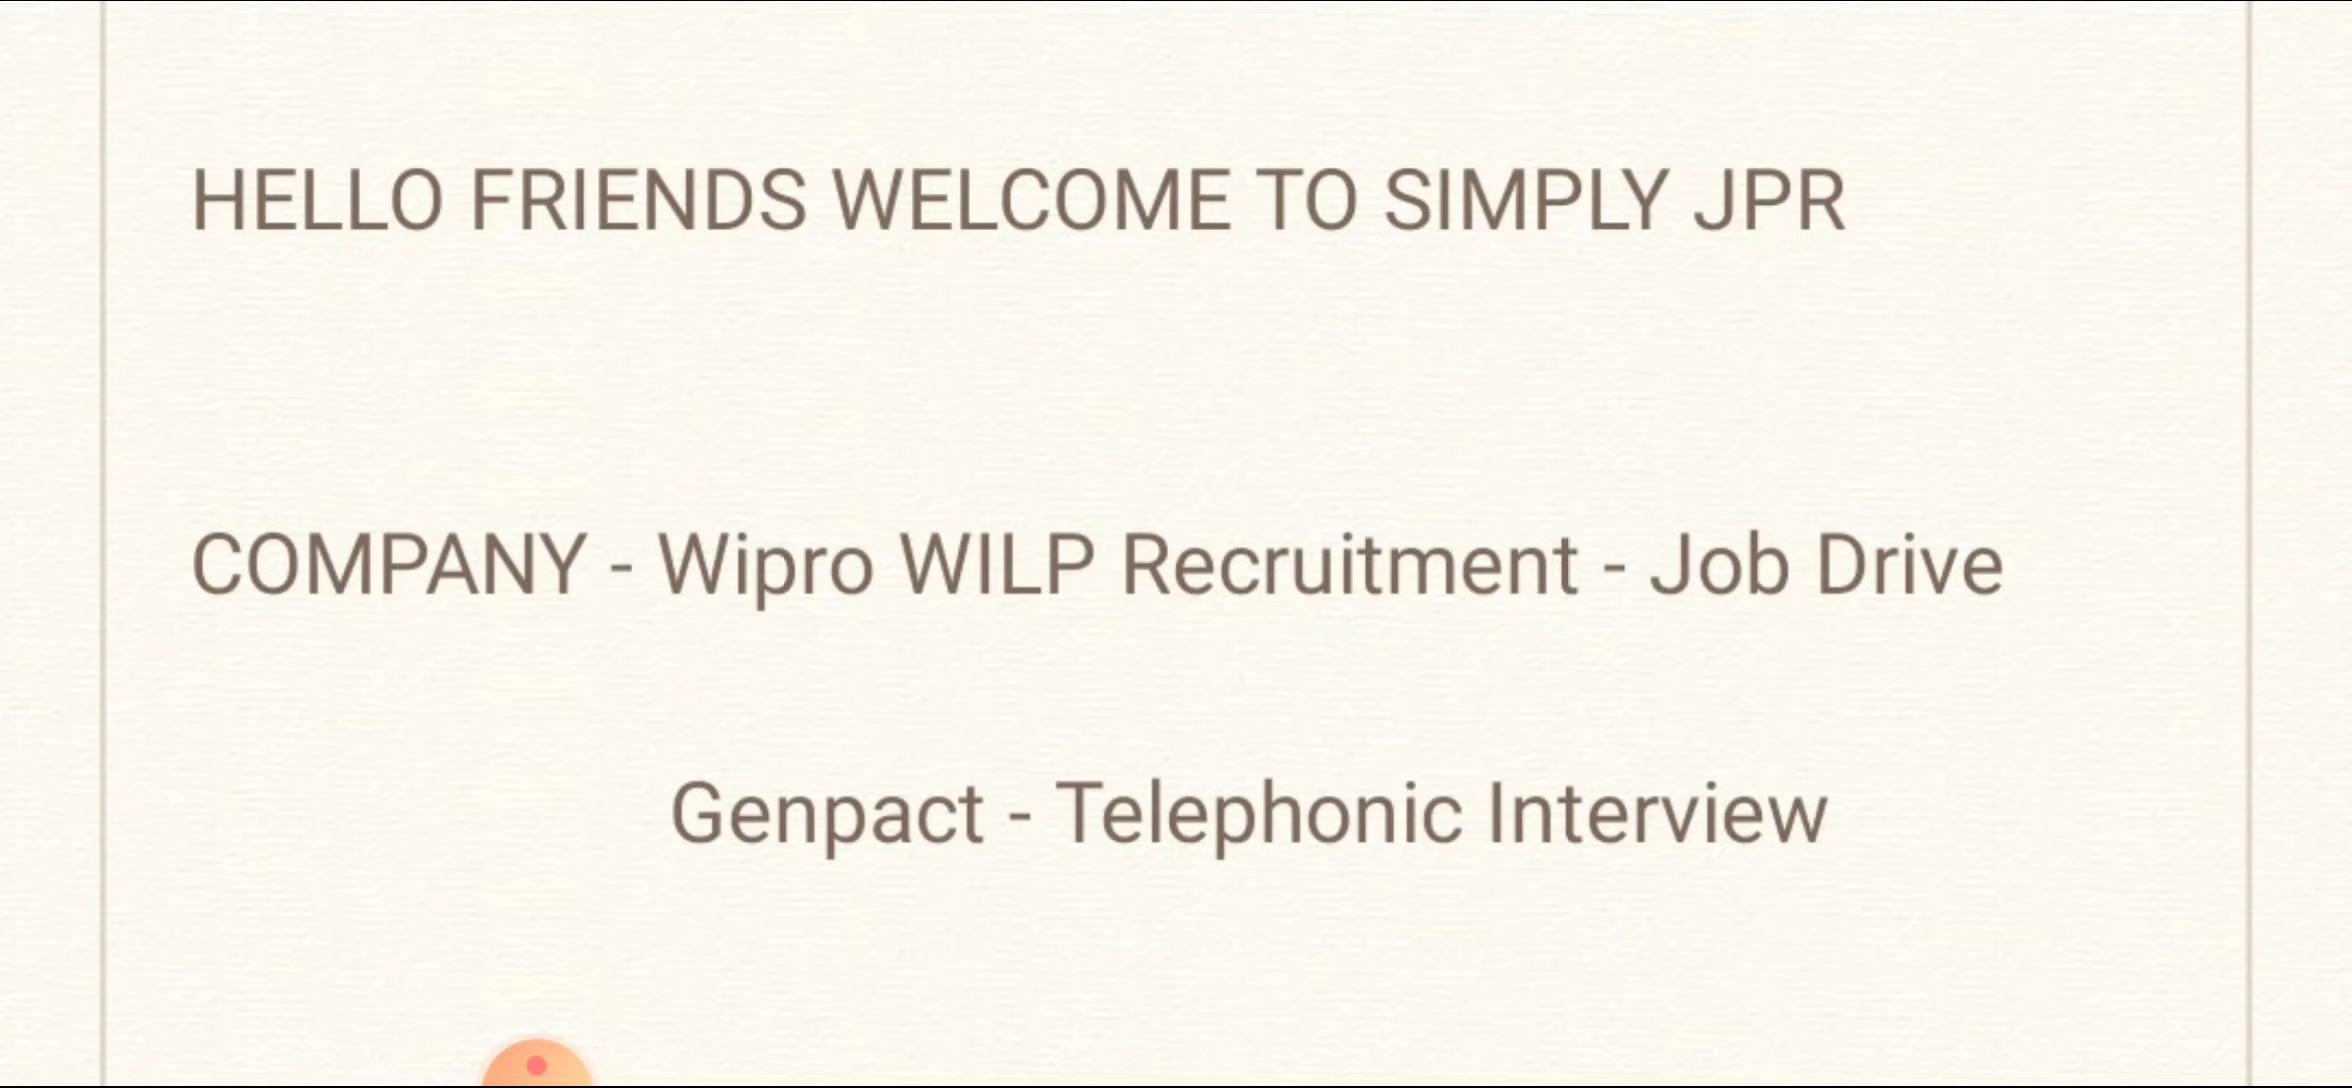 HELLO FRIENDS WELCOME TO SIMPLY JPR
COMPANY - Wipro WILP Recruitment - Job Drive
Genpact - Telephonic Interview